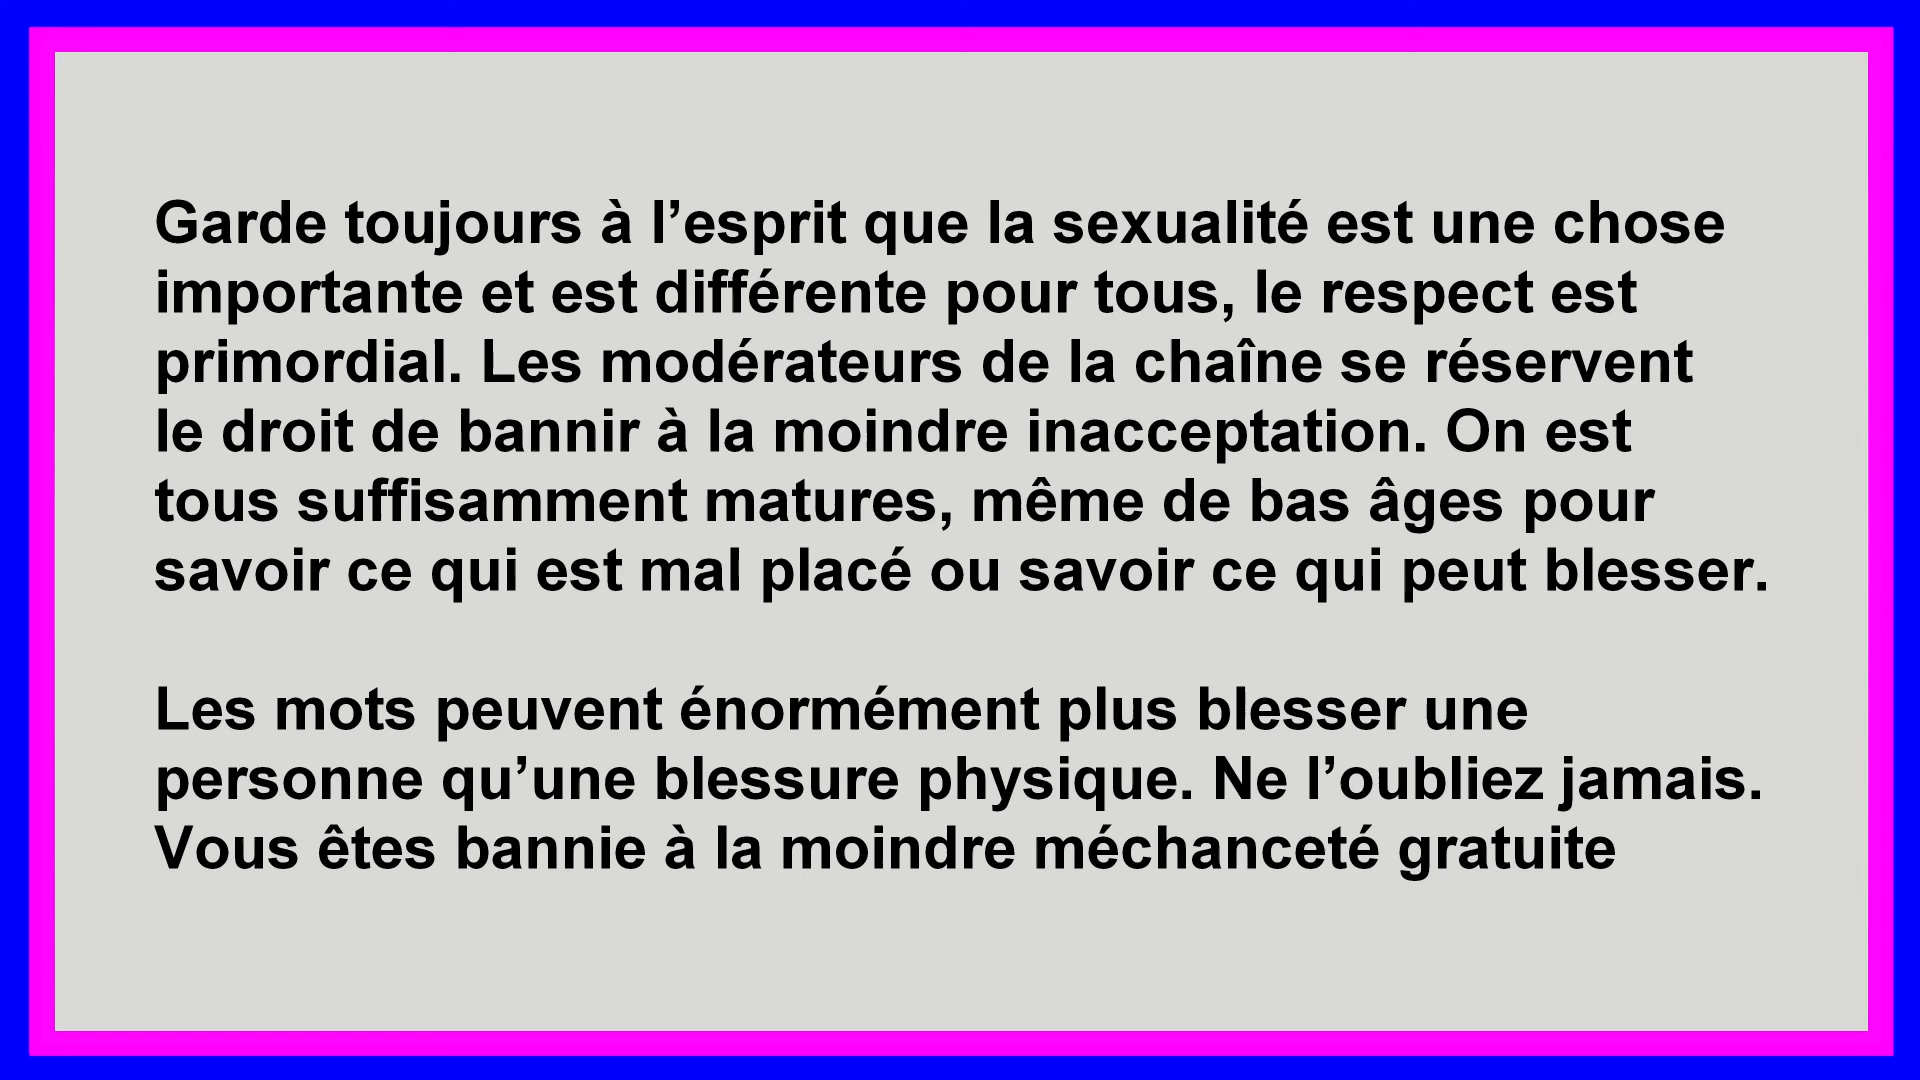 Garde toujours à l’esprit que la sexualité est une chose
importante et est différente pour tous, le respect est
primordial. Les modérateurs de la chaîne se réservent
le droit de bannir à la moindre inacceptation. On est
tous suffisamment matures, même de bas âges pour
savoir ce qui est mal placé ou savoir ce qui peut blesser.
Les mots peuvent énormément plus blesser une
personne qu’une blessure physique. Ne l’oubliez jamais.
Vous êtes bannie à la moindre méchanceté gratuite